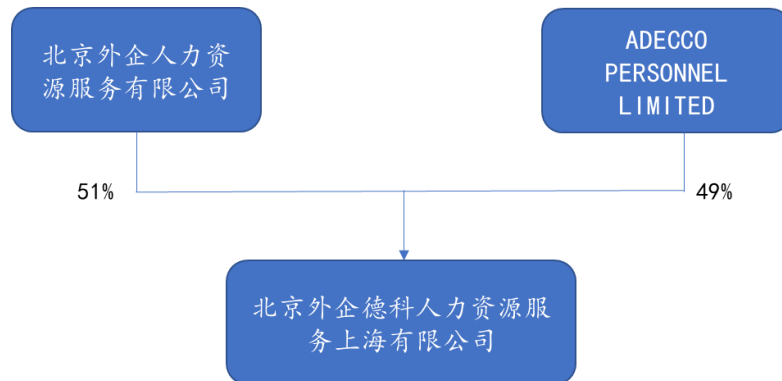 北京外企人力资
源服务有限公司
ADECCO
PERSONNEL
LIMITED
51%
49%
北京外企德科人力资源服
务上海有限公司